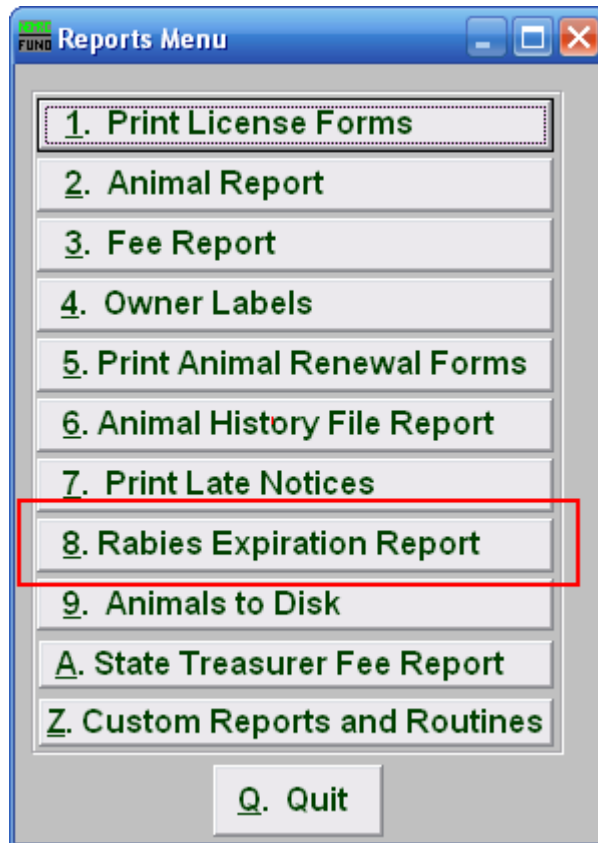 FUND Reports Menu
1. Print License Forms
2. Animal Report
3. Fee Report
4. Owner Labels
5. Print Animal Renewal Forms
6. Animal History File Report
7. Print Late Notices
8. Rabies Expiration Report
9. Animals to Disk
A. State Treasurer Fee Report
Z. Custom Reports and Routines
Q. Quit